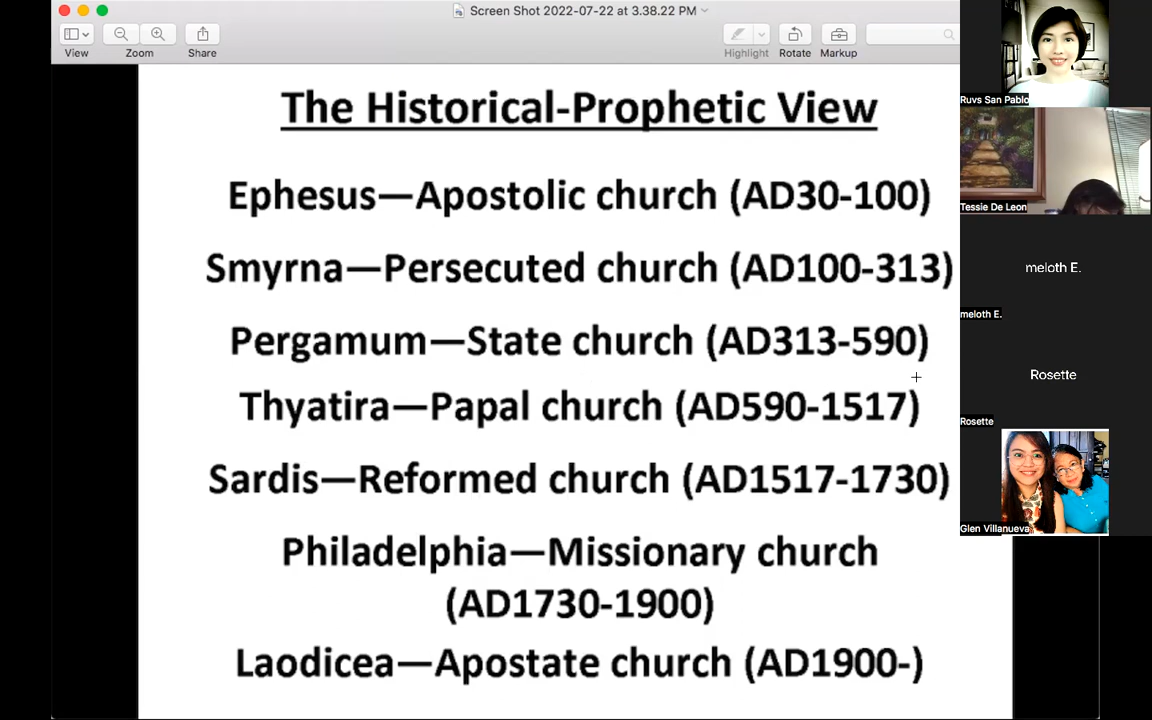 Screen Shot 2022-07-22 at 3.38.22 PM
View
Zoom
Share
Highlight
Rotate
Markup
The Historical-Prophetic View
Ephesus—Apostolic church (AD30-100)
Smyrna—Persecuted church (AD100-313)
Pergamum—State church (AD313-590)
Thyatira—Papal church (AD590-1517)
Sardis—Reformed church (AD1517-1730)
Philadelphia—Missionary church
(AD1730-1900)
Laodicea—Apostate church (AD1900-)
Ruvs San Pablo
Tessie De Leon
meloth E.
meloth E.
Rosette
Rosette
Glen Villanueva